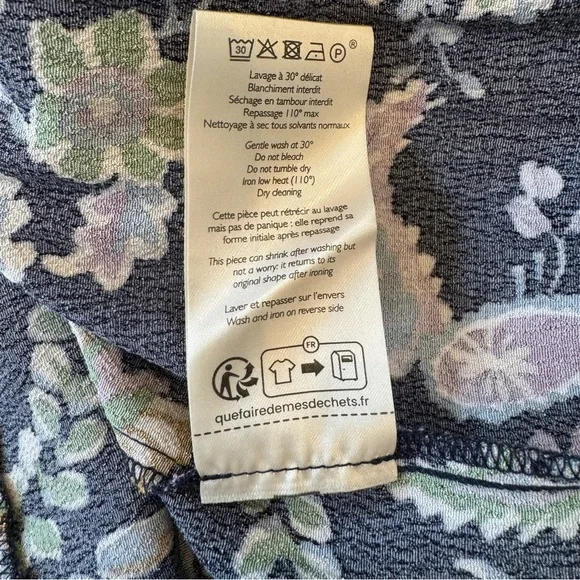 30 P ®
Lavage à 30° délicat
Blanchiment interdit
Séchage en tambour interdit
Repassage 110° max
Nettoyage à sec tous solvants normaux
Gentle wash at 30°
Do not bleach
Do not tumble dry
Iron low heat (110°)
Dry cleaning
Cette pièce peut rétrécir au lavage
mais pas de panique : elle reprend sa
forme initiale après repassage
This piece can shrink after washing but
not a worry: it returns to its
original shape after ironing
Laver et repasser sur l'envers
Wash and iron on reverse side
FR
quefairedemesdechets.fr